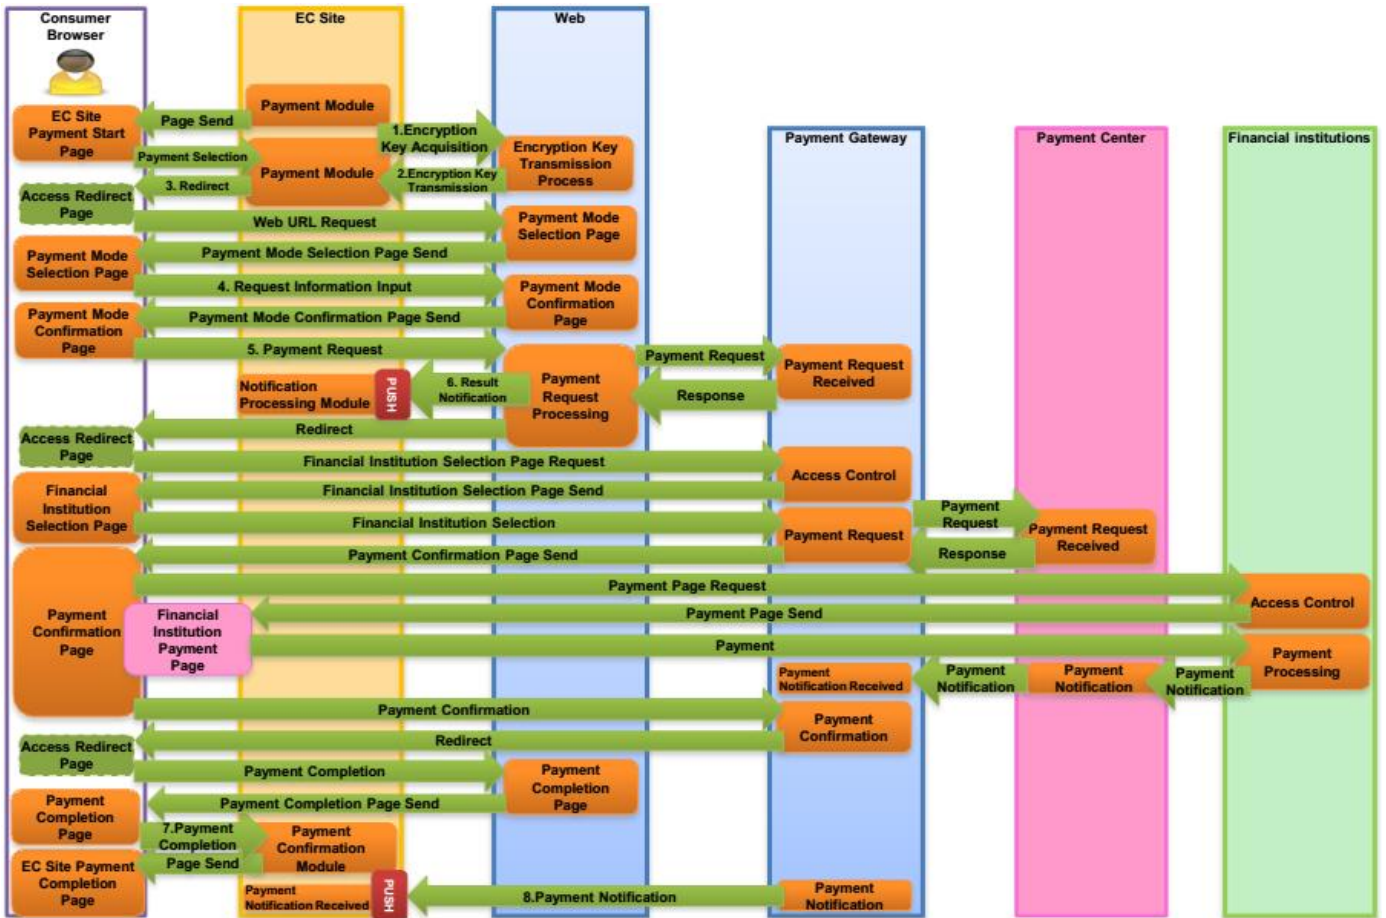 Consumer
Browser
EC Site
Web
Payment Gateway
Payment Center
Financial institutions
EC Site
Payment Start
Page
Page Send
Payment Module
Payment Selection
Payment Module
1.Encryption
Key Acquisition
2.Encryption Key
Transmission
Encryption Key
Transmission
Process
3. Redirect
Access Redirect
Page
Web URL Request
Payment Mode
Selection Page
Payment Mode Selection Page Send
Payment Mode
Selection Page
4. Request Information Input
Payment Mode
Confirmation
Page
Payment Mode Confirmation Page Send
Payment Mode
Confirmation
Page
5. Payment Request
Payment
Request
Processing
Payment Request
Payment Request
Received
Response
6. Result
Notification
PUSH
Notification
Processing Module
Redirect
Access Redirect
Page
Financial Institution Selection Page Request
Access Control
Financial Institution Selection Page Send
Financial
Institution
Selection Page
Financial Institution Selection
Payment Request
Payment
Request
Payment Request
Received
Response
Payment Confirmation Page Send
Payment
Confirmation
Page
Payment Page Request
Access Control
Payment Page Send
Financial
Institution
Payment
Page
Payment
Payment
Processing
Payment
Notification
Payment
Notification
Payment
Notification
Payment
Notification Received
Payment Confirmation
Payment
Confirmation
Redirect
Access Redirect
Page
Payment Completion
Payment
Completion
Page
Payment Completion Page Send
Payment
Completion
Page
7.Payment
Completion
Payment
Confirmation
Module
Page Send
EC Site Payment
Completion
Page
Payment
Notification Received
PUSH
8.Payment Notification
Payment
Notification